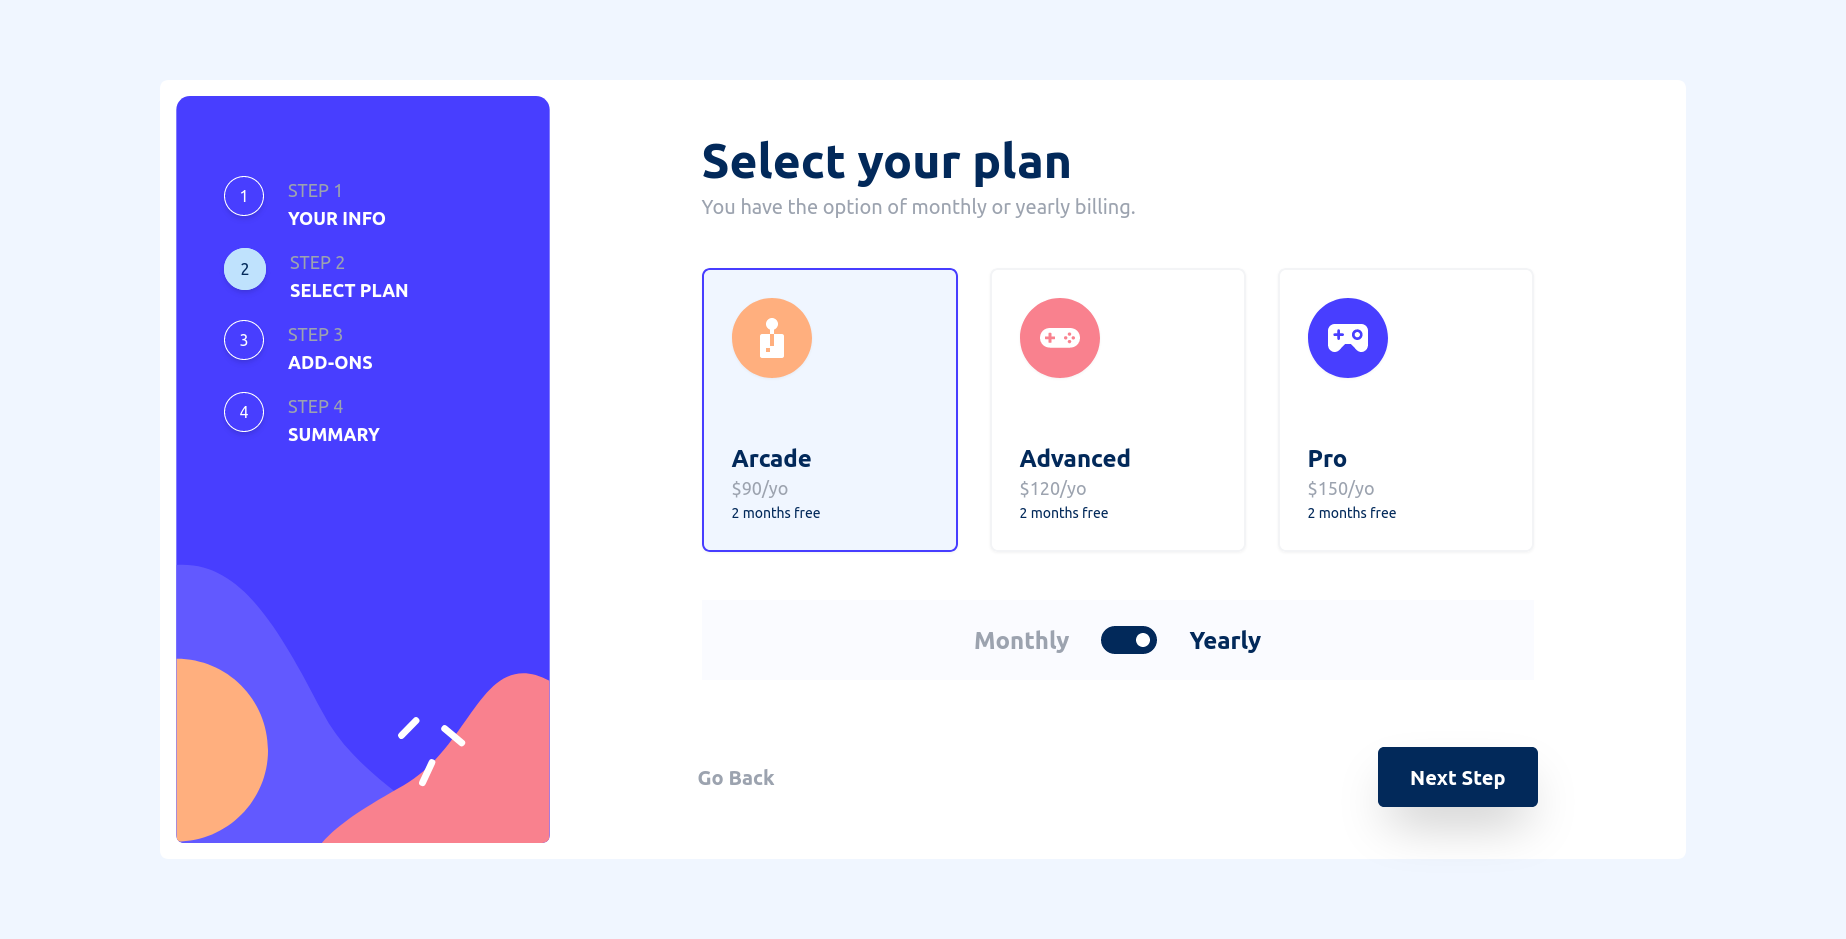 1
STEP 1
YOUR INFO
2
STEP 2
SELECT PLAN
3
STEP 3
ADD-ONS
4
STEP 4
SUMMARY
Select your plan
You have the option of monthly or yearly billing.
Arcade
$90/yo
2 months free
Advanced
$120/yo
2 months free
Pro
$150/yo
2 months free
Monthly
Yearly
Go Back
Next Step